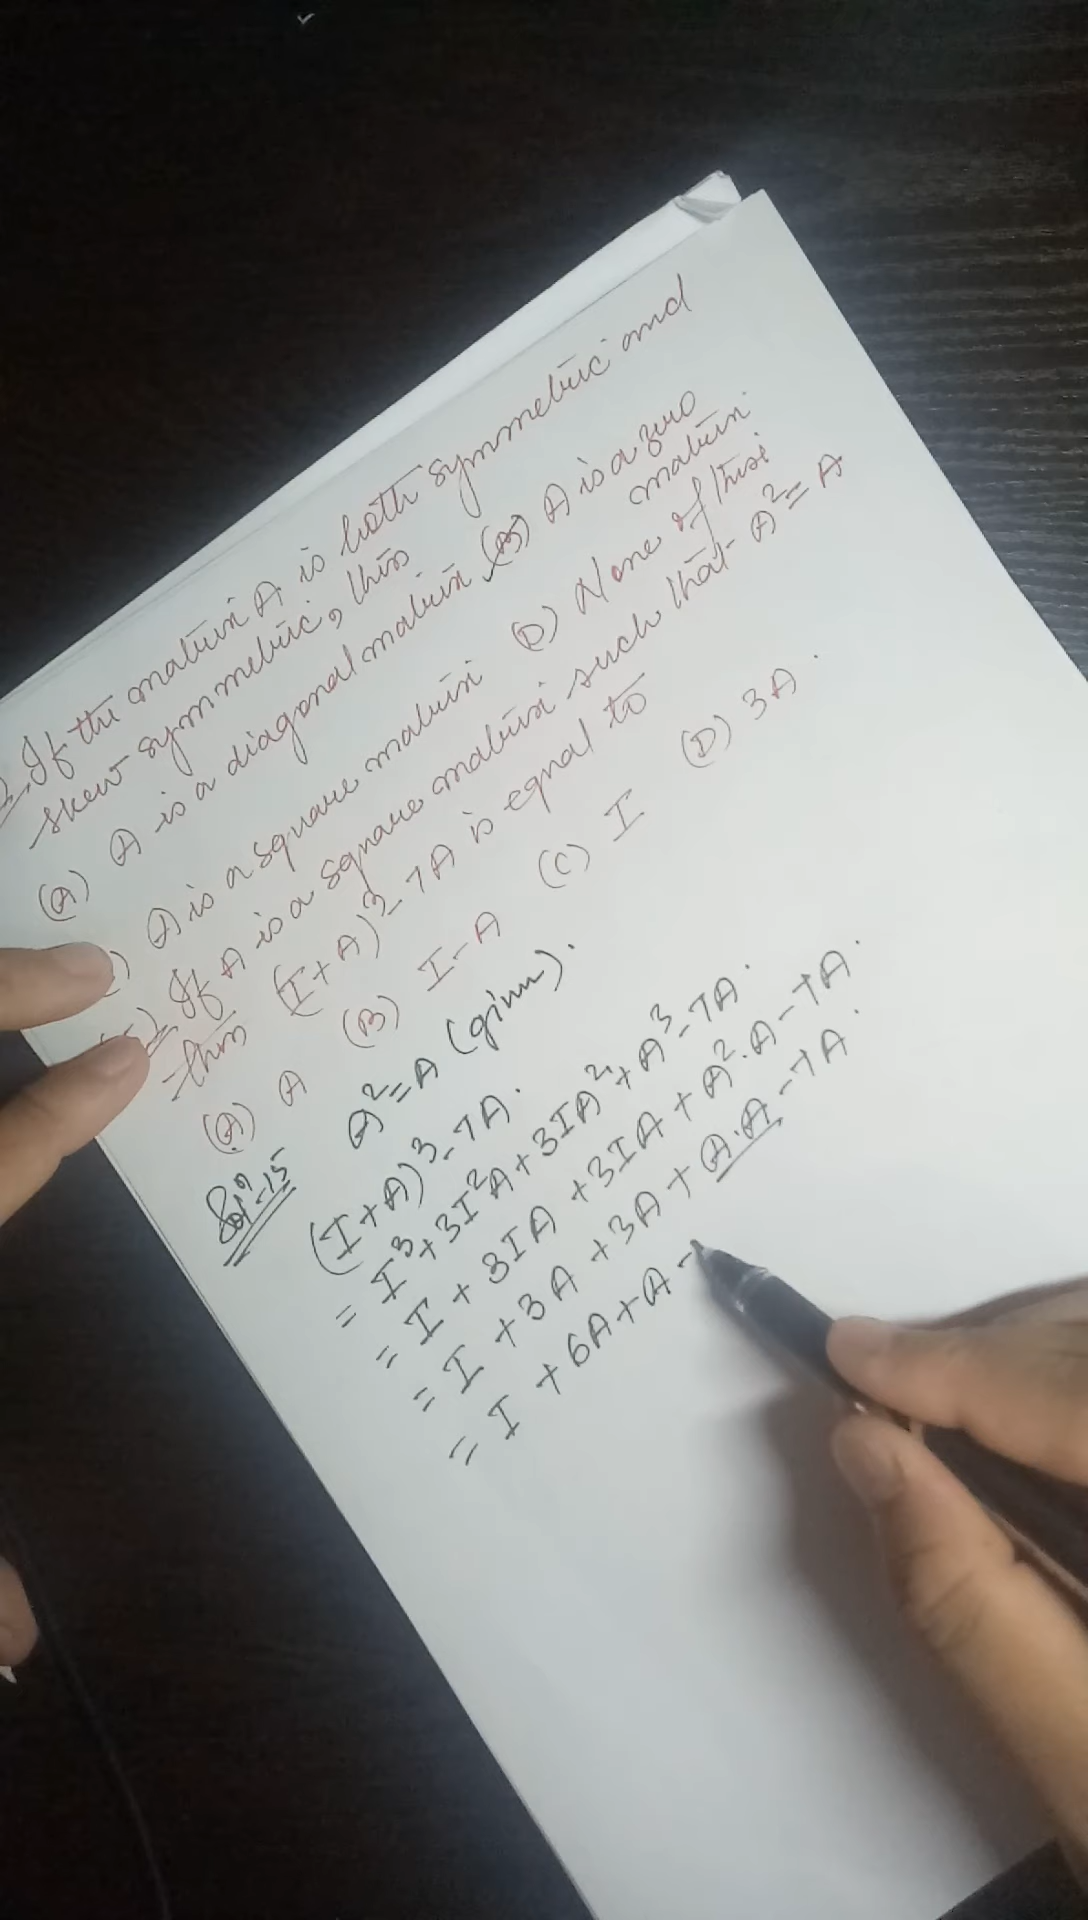 If the matrix A is both symmetric and
skew symmetric, then
(A) A is a diagonal matrix (B) A is a zero
matrix.
A is a square matrix (D) None of these
If A is a square matrix such that A²= A.
then (I+A)³-7A is equal to
(A) A (B) I-A (C) I (D) 3A.
Solⁿ-15 A²=A (given).
(I+A)³-7A.
= I³+3I²A+3IA²+A³-7A.
= I + 3IA +3IA + A².A-7A.
= I +3A +3A + A.A-7A.
= I +6A+A-